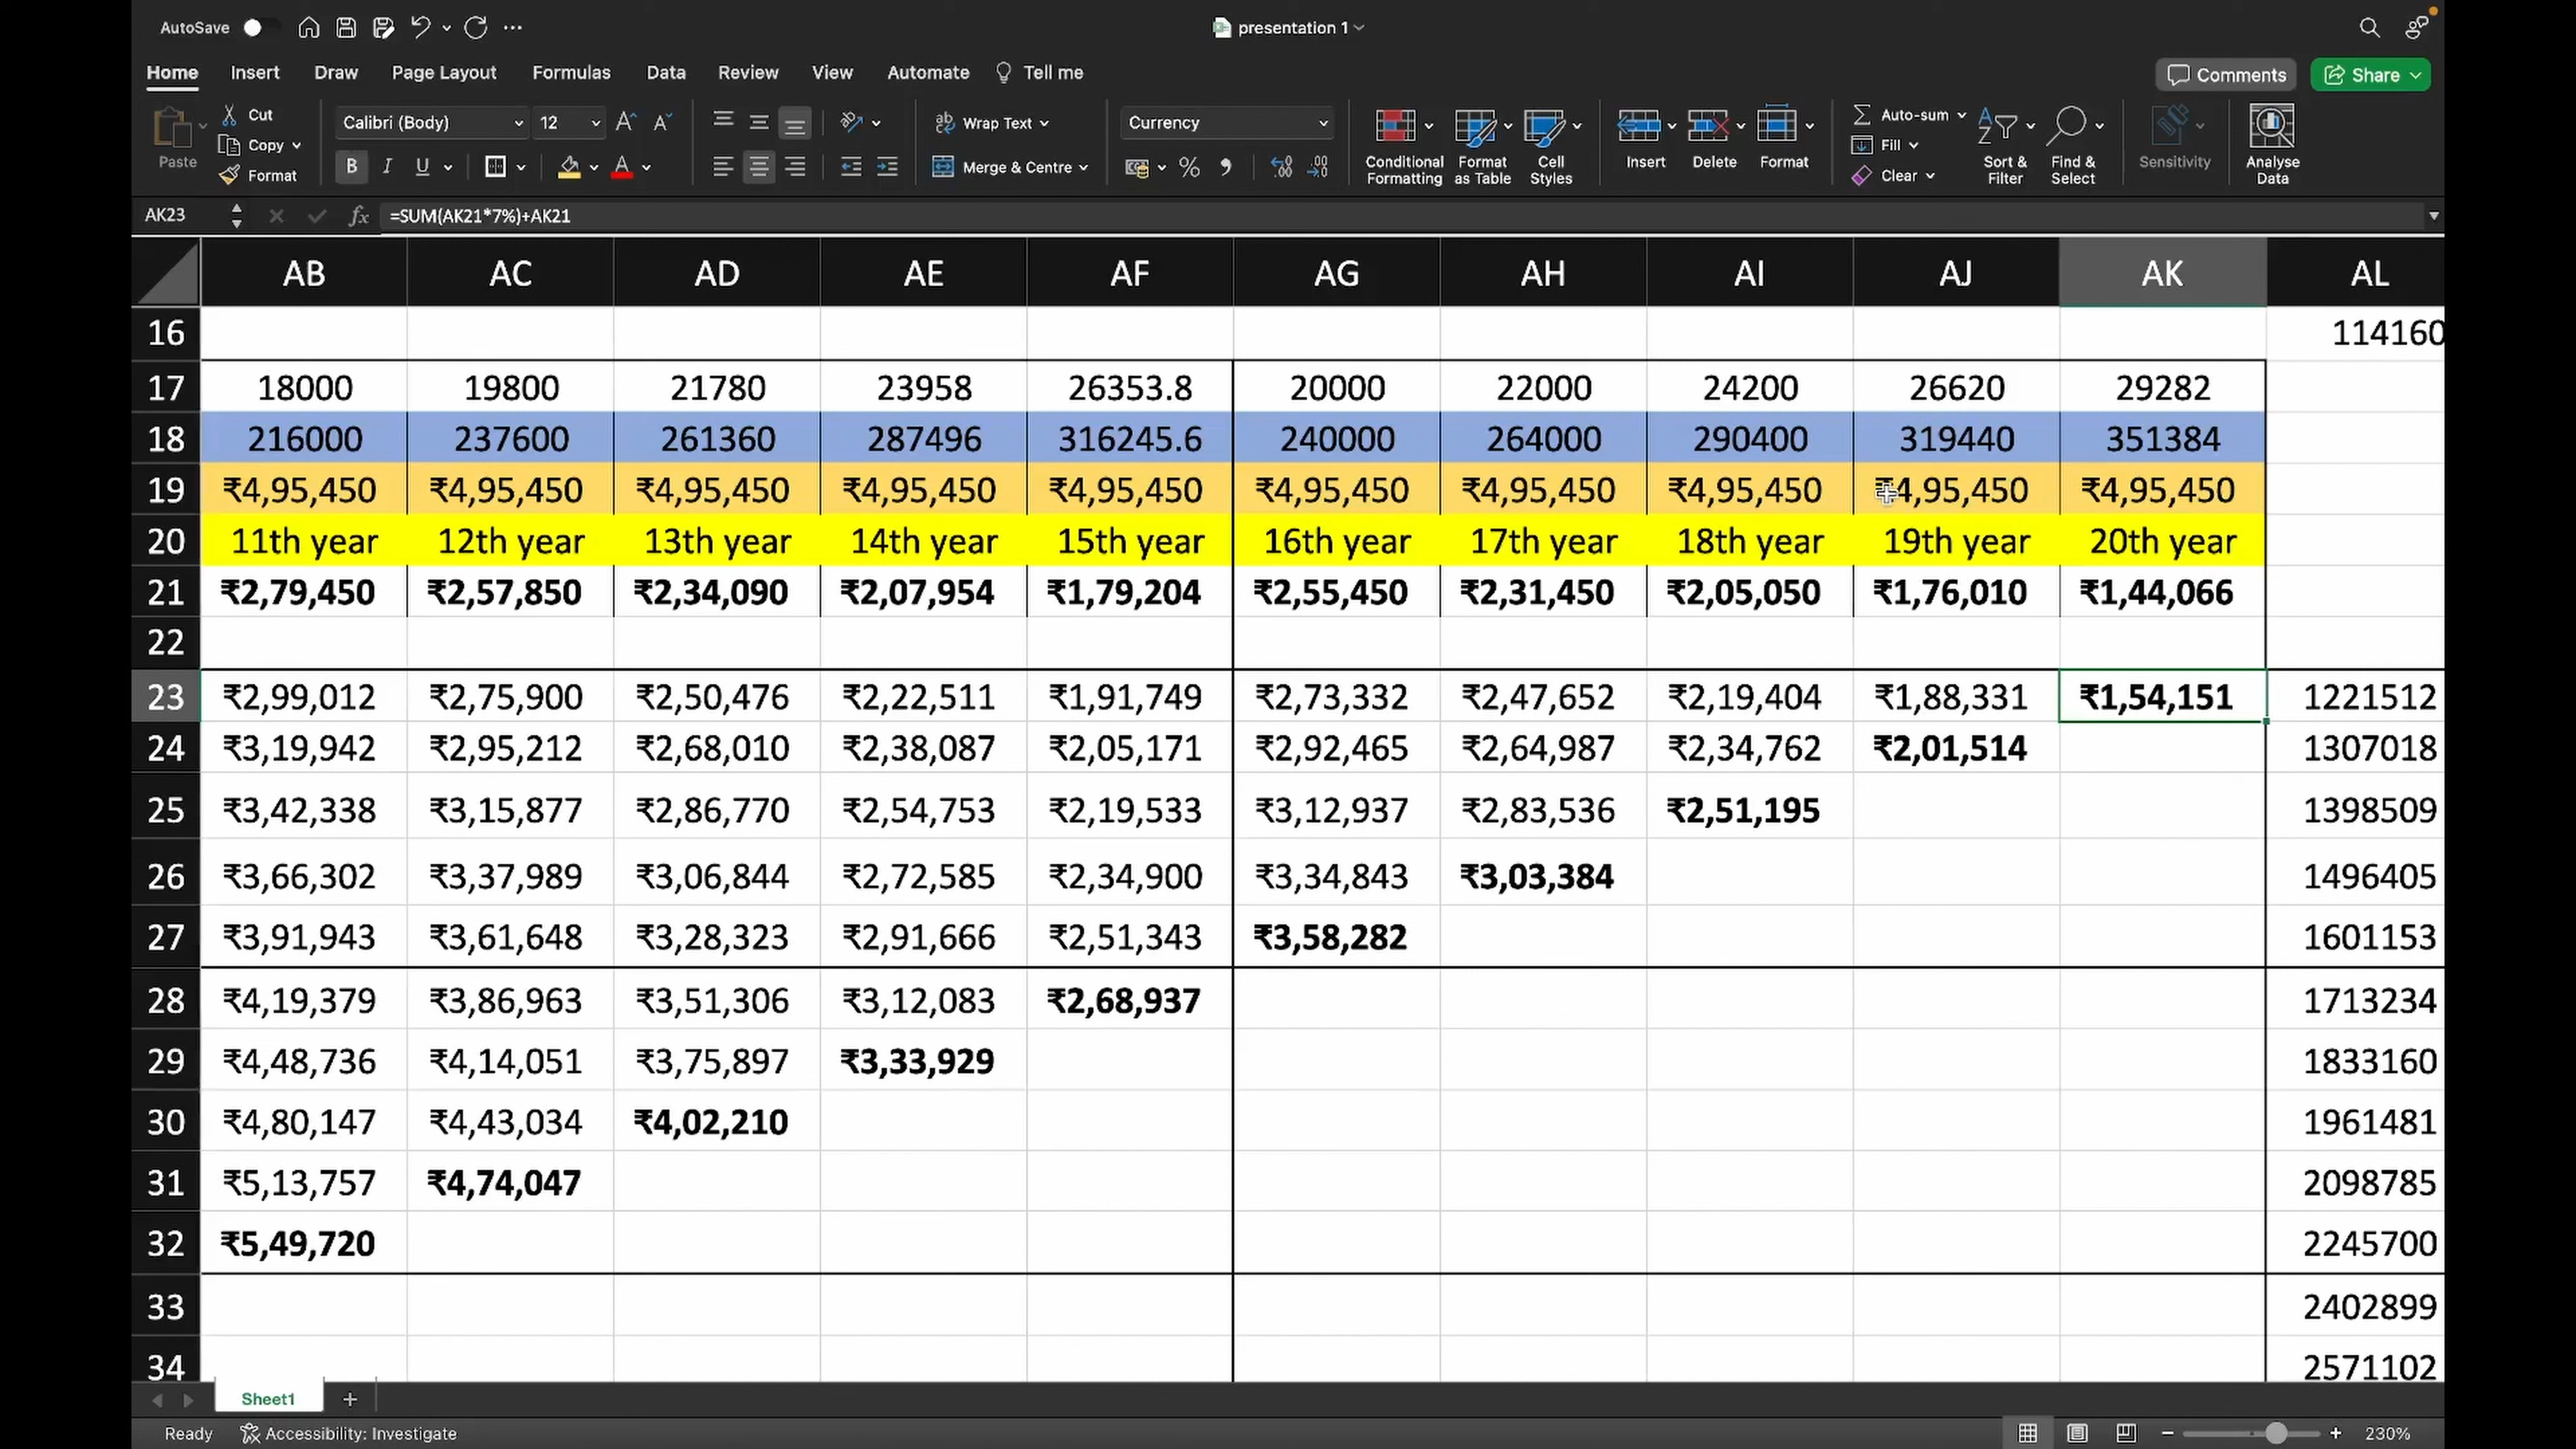 AutoSave
presentation 1
Home Insert Draw Page Layout Formulas Data Review View Automate Tell me
Comments Share
Paste
Cut
Copy
Format
Calibri (Body) 12
B I U
Wrap Text
Merge & Centre
Currency
%
Conditional Formatting
Format as Table
Cell Styles
Insert
Delete
Format
Auto-sum
Fill
Clear
Sort & Filter
Find & Select
Sensitivity
Analyse Data
AK23 fx =SUM(AK21*7%)+AK21
AB AC AD AE AF AG AH AI AJ AK AL
16 114160
17 18000 19800 21780 23958 26353.8 20000 22000 24200 26620 29282
18 216000 237600 261360 287496 316245.6 240000 264000 290400 319440 351384
19 ₹4,95,450 ₹4,95,450 ₹4,95,450 ₹4,95,450 ₹4,95,450 ₹4,95,450 ₹4,95,450 ₹4,95,450 ₹4,95,450 ₹4,95,450
20 11th year 12th year 13th year 14th year 15th year 16th year 17th year 18th year 19th year 20th year
21 ₹2,79,450 ₹2,57,850 ₹2,34,090 ₹2,07,954 ₹1,79,204 ₹2,55,450 ₹2,31,450 ₹2,05,050 ₹1,76,010 ₹1,44,066
22
23 ₹2,99,012 ₹2,75,900 ₹2,50,476 ₹2,22,511 ₹1,91,749 ₹2,73,332 ₹2,47,652 ₹2,19,404 ₹1,88,331 ₹1,54,151 1221512
24 ₹3,19,942 ₹2,95,212 ₹2,68,010 ₹2,38,087 ₹2,05,171 ₹2,92,465 ₹2,64,987 ₹2,34,762 ₹2,01,514 1307018
25 ₹3,42,338 ₹3,15,877 ₹2,86,770 ₹2,54,753 ₹2,19,533 ₹3,12,937 ₹2,83,536 ₹2,51,195 1398509
26 ₹3,66,302 ₹3,37,989 ₹3,06,844 ₹2,72,585 ₹2,34,900 ₹3,34,843 ₹3,03,384 1496405
27 ₹3,91,943 ₹3,61,648 ₹3,28,323 ₹2,91,666 ₹2,51,343 ₹3,58,282 1601153
28 ₹4,19,379 ₹3,86,963 ₹3,51,306 ₹3,12,083 ₹2,68,937 1713234
29 ₹4,48,736 ₹4,14,051 ₹3,75,897 ₹3,33,929 1833160
30 ₹4,80,147 ₹4,43,034 ₹4,02,210 1961481
31 ₹5,13,757 ₹4,74,047 2098785
32 ₹5,49,720 2245700
33 2402899
34 2571102
Sheet1
Ready Accessibility: Investigate 230%